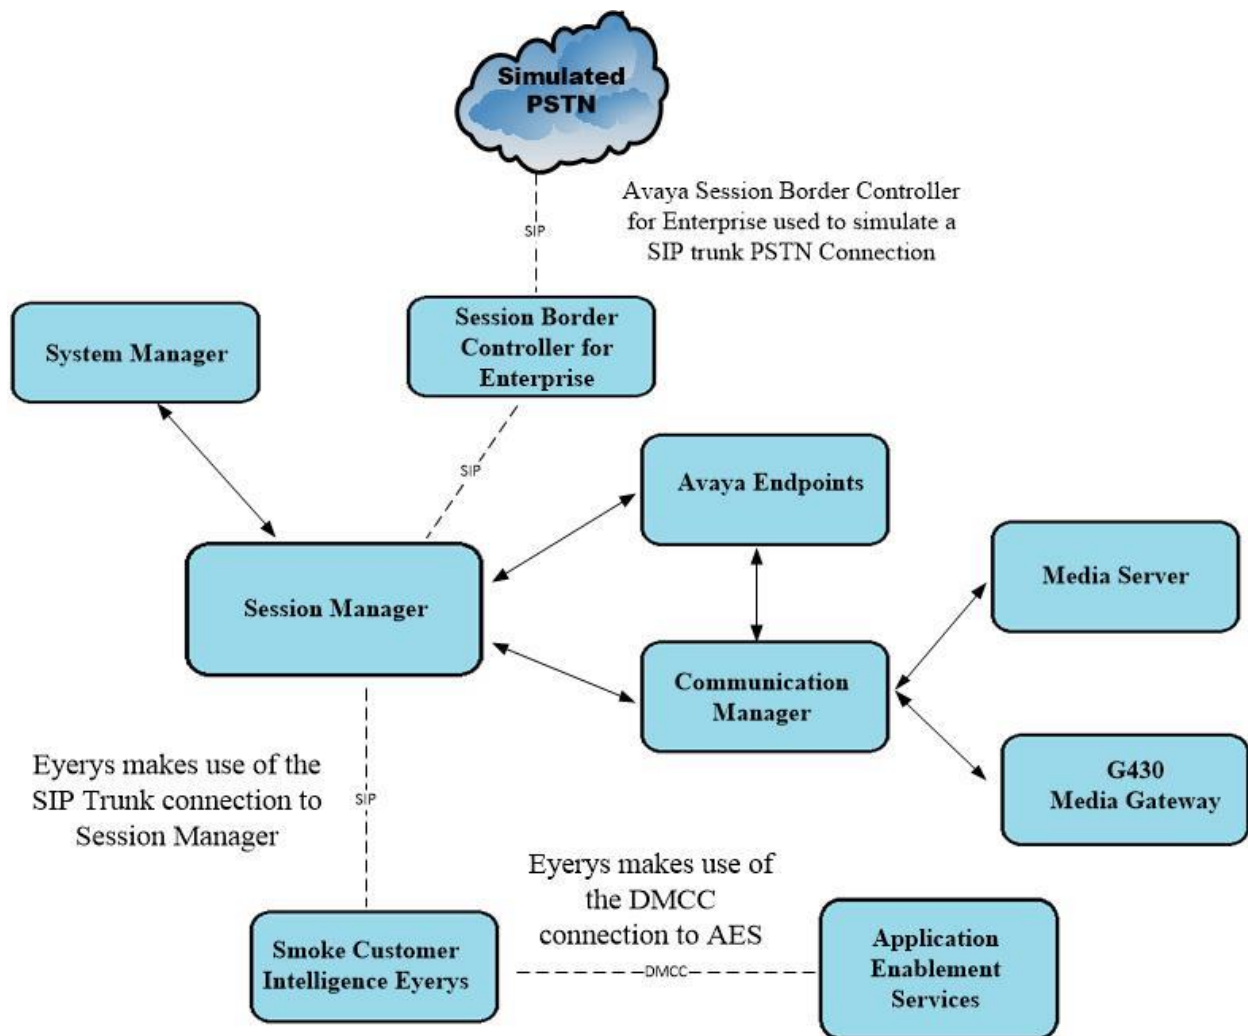 Simulated
PSTN
Avaya Session Border Controller
for Enterprise used to simulate a
SIP trunk PSTN Connection
SIP
Session Border
Controller for
Enterprise
System Manager
SIP
Avaya Endpoints
Media Server
Session Manager
Communication
Manager
G430
Media Gateway
Eyerys makes use of the
SIP Trunk connection to
Session Manager
SIP
Eyerys makes use of
the DMCC
connection to AES
Smoke Customer
Intelligence Eyerys
DMCC
Application
Enablement
Services